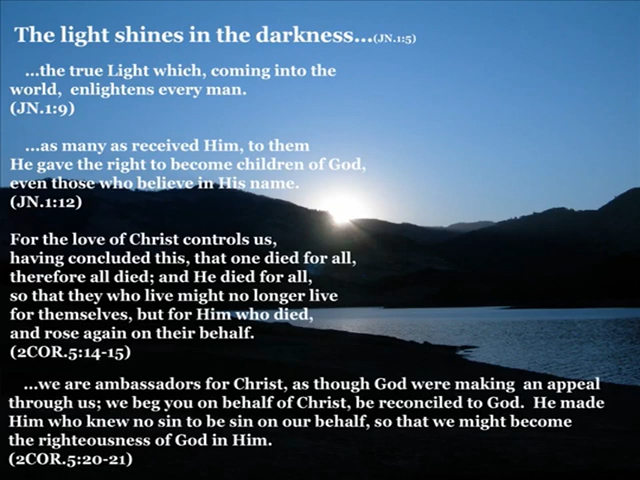 The light shines in the darkness...(JN.1:5)
...the true Light which, coming into the
world, enlightens every man.
(JN.1:9)
...as many as received Him, to them
He gave the right to become children of God,
even those who believe in His name.
(JN.1:12)
For the love of Christ controls us,
having concluded this, that one died for all,
therefore all died; and He died for all,
so that they who live might no longer live
for themselves, but for Him who died,
and rose again on their behalf.
(2COR.5:14-15)
...we are ambassadors for Christ, as though God were making an appeal
through us; we beg you on behalf of Christ, be reconciled to God. He made
Him who knew no sin to be sin on our behalf, so that we might become
the righteousness of God in Him.
(2COR.5:20-21)